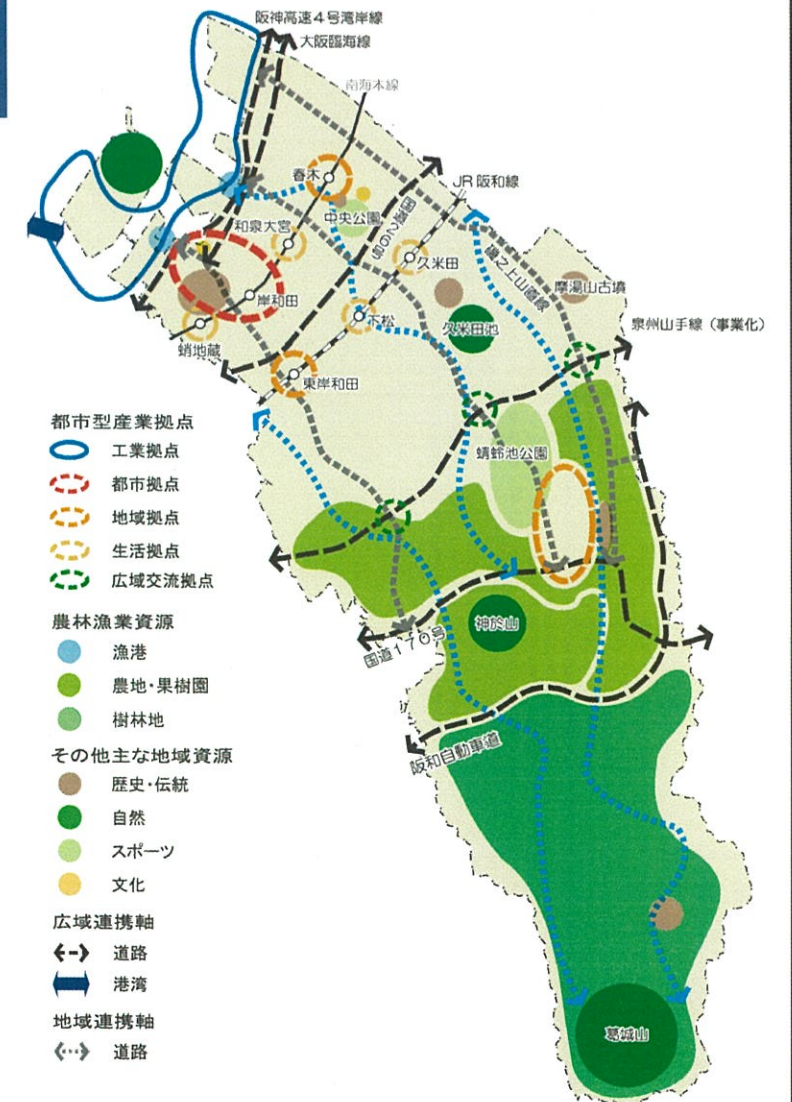 阪神高速4号湾岸線
大阪臨海線
南海本線
春木
JR阪和線
中央公園
和泉大宮
久米田
磯之上山直線
摩湯山古墳
岸和田
下松
久米田池
泉州山手線（事業化）
蛸地蔵
東岸和田
蜻蛉池公園
神於山
国道170号
阪和自動車道
葛城山
都市型産業拠点
工業拠点
都市拠点
地域拠点
生活拠点
広域交流拠点
農林漁業資源
漁港
農地・果樹園
樹林地
その他主な地域資源
歴史・伝統
自然
スポーツ
文化
広域連携軸
道路
港湾
地域連携軸
道路